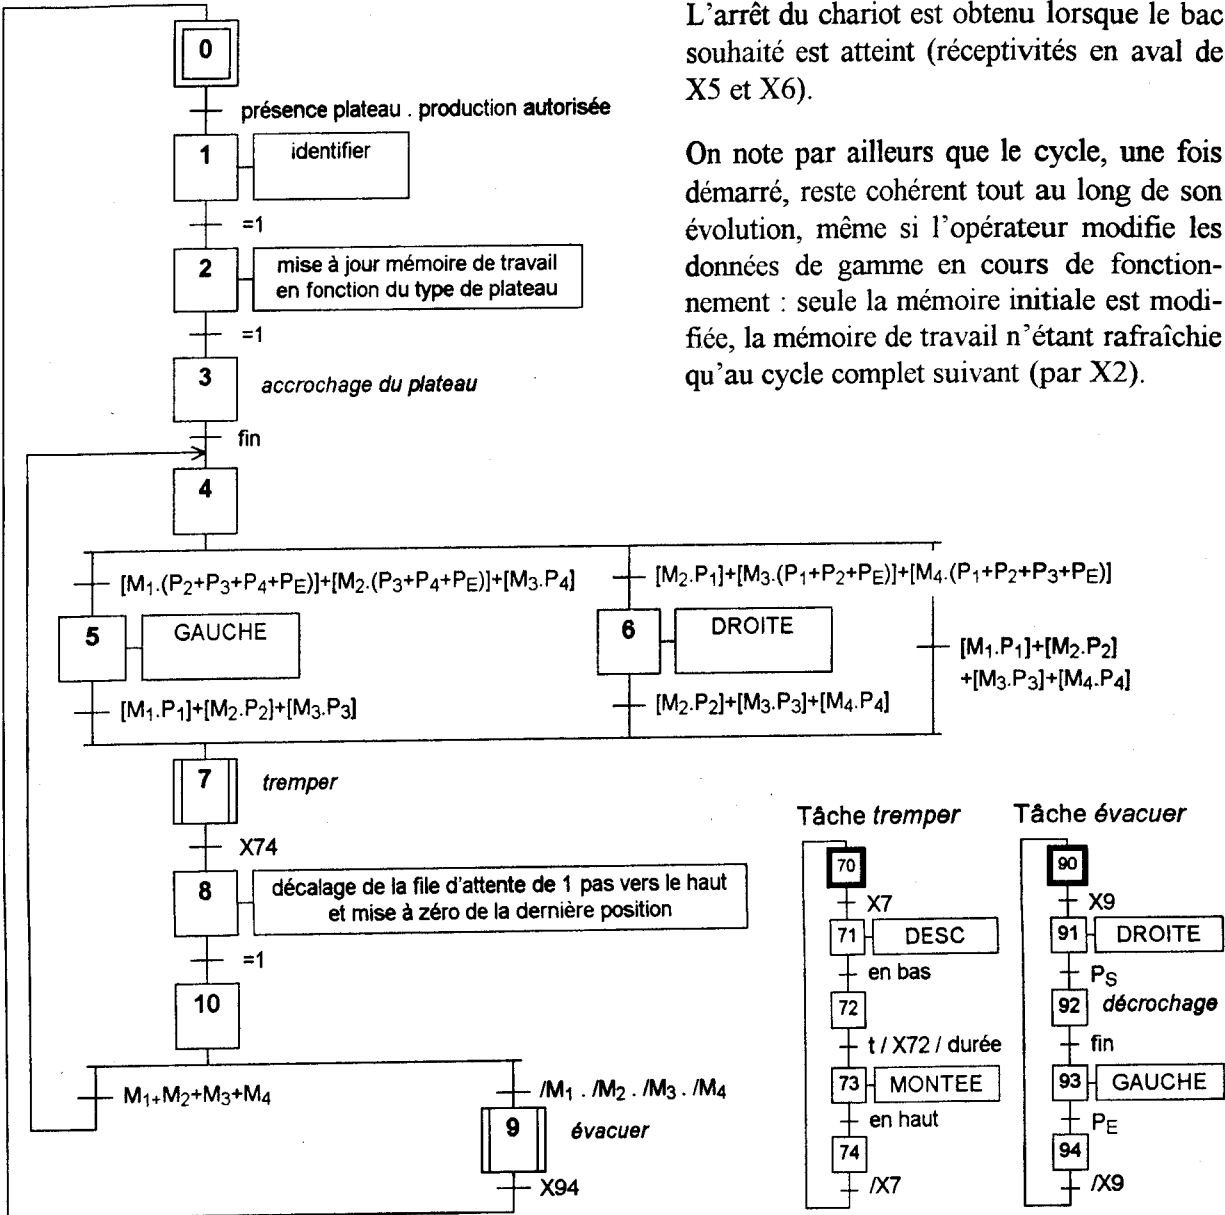 L'arrêt du chariot est obtenu lorsque le bac
souhaité est atteint (réceptivités en aval de
X5 et X6).
On note par ailleurs que le cycle, une fois
démarré, reste cohérent tout au long de son
évolution, même si l'opérateur modifie les
données de gamme en cours de fonction-
nement : seule la mémoire initiale est modi-
fiée, la mémoire de travail n'étant rafraîchie
qu'au cycle complet suivant (par X2).
0
présence plateau . production autorisée
1
identifier
=1
2
mise à jour mémoire de travail
en fonction du type de plateau
=1
3
accrochage du plateau
fin
4
[M1.(P2+P3+P4+PE)]+[M2.(P3+P4+PE)]+[M3.P4]
[M2.P1]+[M3.(P1+P2+PE)]+[M4.(P1+P2+P3+PE)]
5
GAUCHE
6
DROITE
[M1.P1]+[M2.P2]
+[M3.P3]+[M4.P4]
[M1.P1]+[M2.P2]+[M3.P3]
[M2.P2]+[M3.P3]+[M4.P4]
7
tremper
X74
8
décalage de la file d'attente de 1 pas vers le haut
et mise à zéro de la dernière position
=1
10
M1+M2+M3+M4
/M1 . /M2 . /M3 . /M4
9
évacuer
X94
Tâche tremper
70
X7
71
DESC
en bas
72
t / X72 / durée
73
MONTEE
en haut
74
/X7
Tâche évacuer
90
X9
91
DROITE
PS
92
décrochage
fin
93
GAUCHE
PE
94
/X9